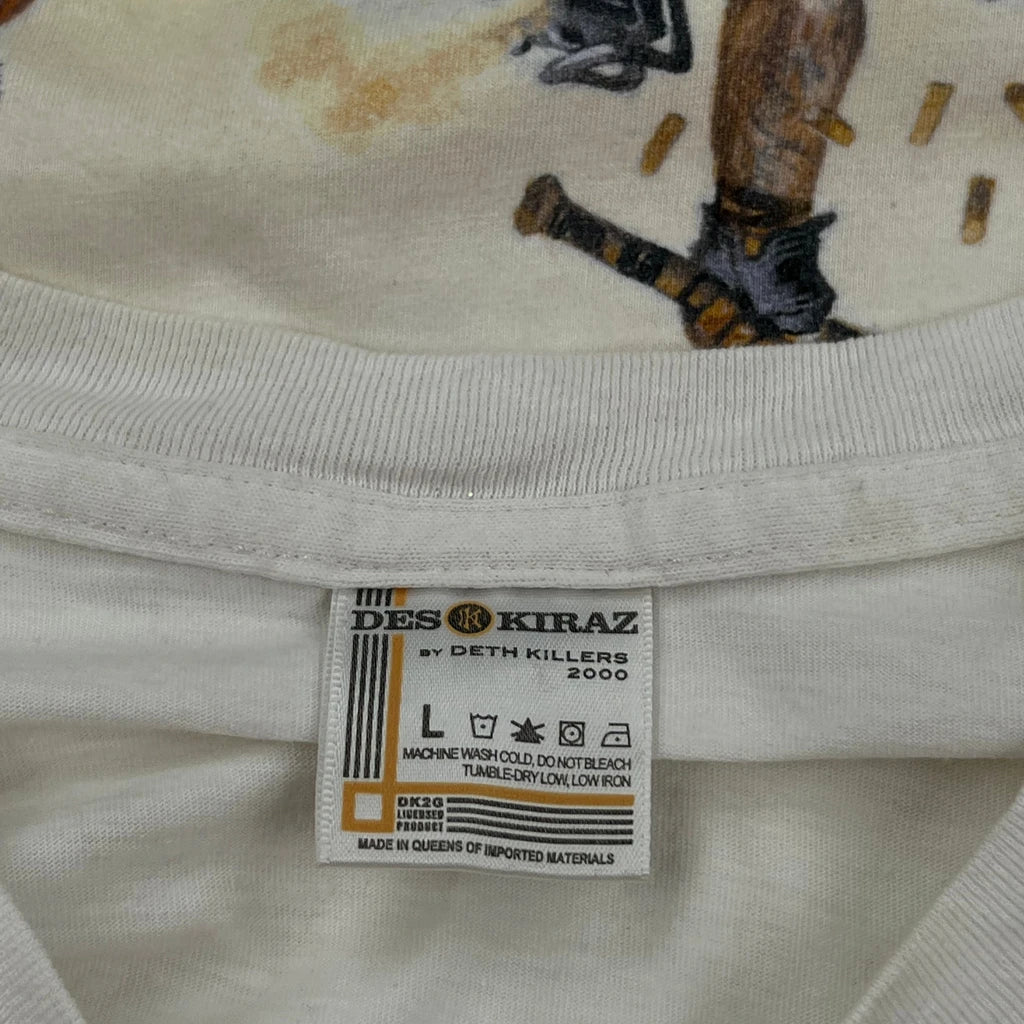 DES K KIRAZ
BY DETH KILLERS
2000
L
MACHINE WASH COLD, DO NOT BLEACH
TUMBLE-DRY LOW, LOW IRON
DK2G
LICENSED
PRODUCT
MADE IN QUEENS OF IMPORTED MATERIALS